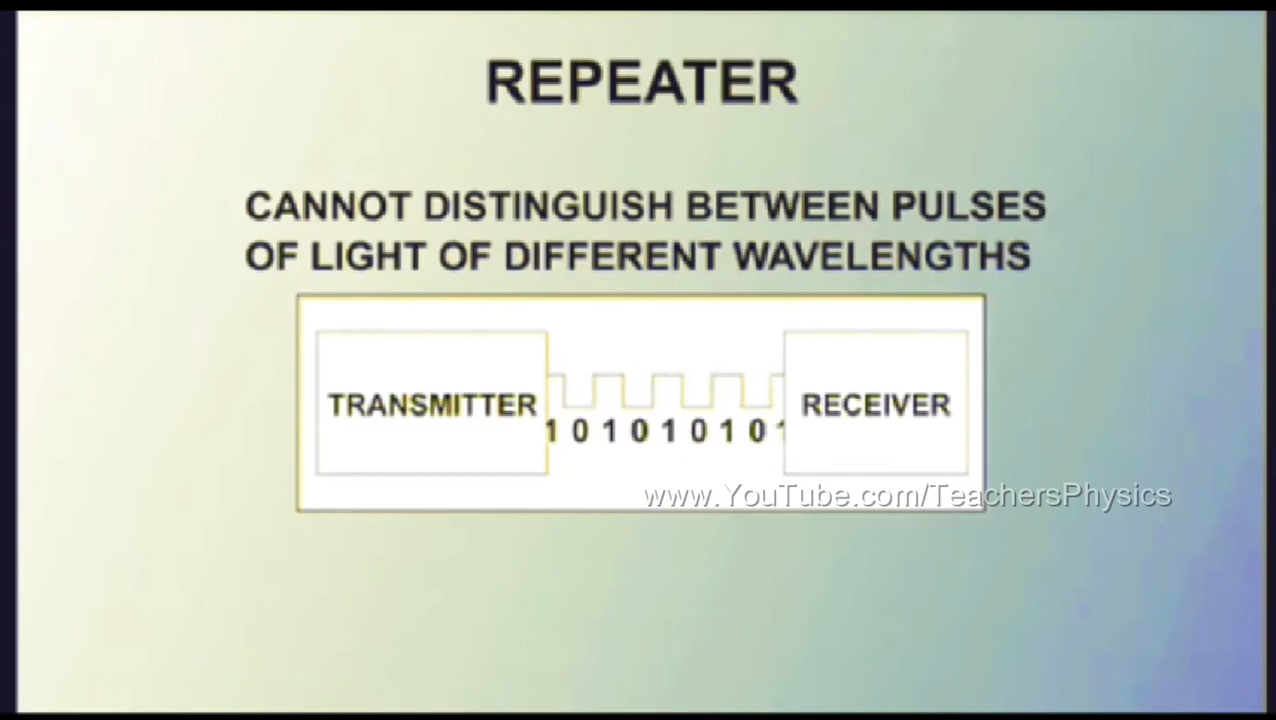 REPEATER
CANNOT DISTINGUISH BETWEEN PULSES
OF LIGHT OF DIFFERENT WAVELENGTHS
TRANSMITTER
RECEIVER
1 0 1 0 1 0 1 0 1
www.YouTube.com/TeachersPhysics